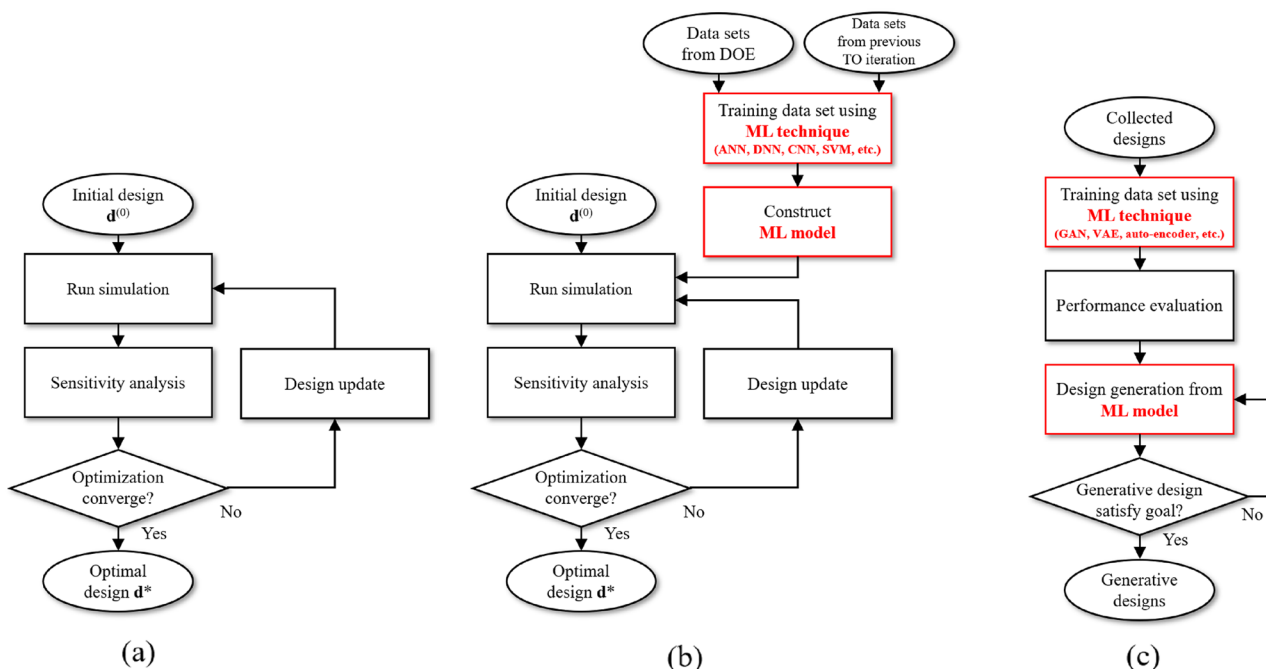 Initial design
d(0)
Run simulation
Sensitivity analysis
Design update
Optimization
converge?
No
Yes
Optimal
design d*
(a)
Data sets
from DOE
Data sets
from previous
TO iteration
Training data set using
ML technique
(ANN, DNN, CNN, SVM, etc.)
Construct
ML model
Initial design
d(0)
Run simulation
Sensitivity analysis
Design update
Optimization
converge?
No
Yes
Optimal
design d*
(b)
Collected
designs
Training data set using
ML technique
(GAN, VAE, auto-encoder, etc.)
Performance evaluation
Design generation from
ML model
Generative design
satisfy goal?
No
Yes
Generative
designs
(c)